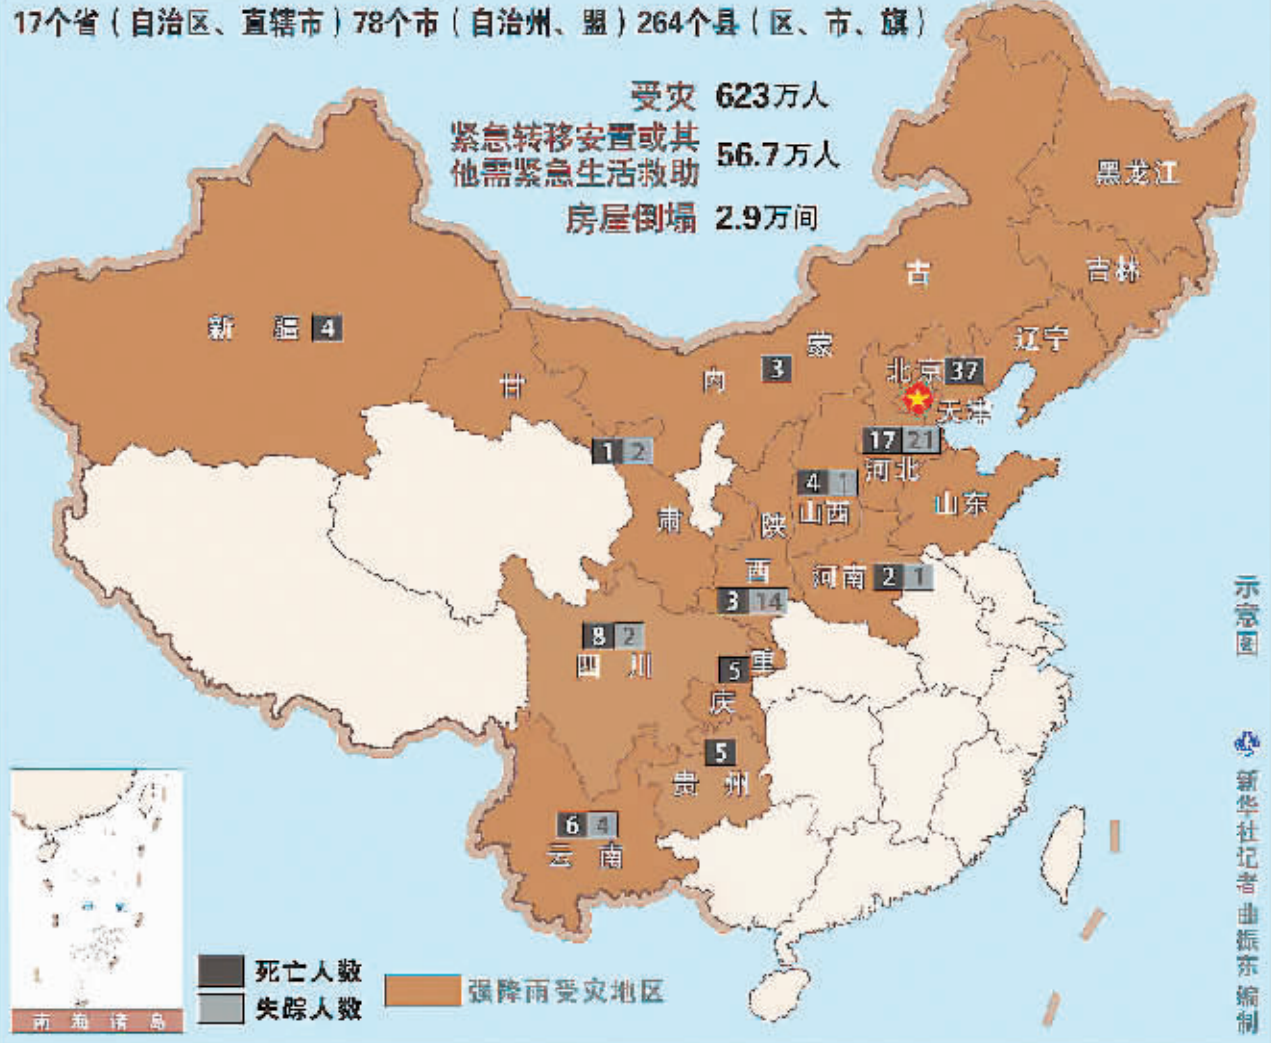 17个省（自治区、直辖市）78个市（自治州、盟）264个县（区、市、旗）
受灾 623万人
紧急转移安置或其
他需紧急生活救助 56.7万人
房屋倒塌 2.9万间
黑龙江
吉林
辽宁
古
蒙
内
3
新 疆 4
甘
肃
1 2
北京 37
天津
17 21
河北
4 1
山西
山东
陕
西
3 14
河南 2 1
8 2
四 川
重
庆
5
5
贵 州
6 4
云 南
南海诸岛
死亡人数
失踪人数
强降雨受灾地区
示意图
新华社记者 曲振东 编制